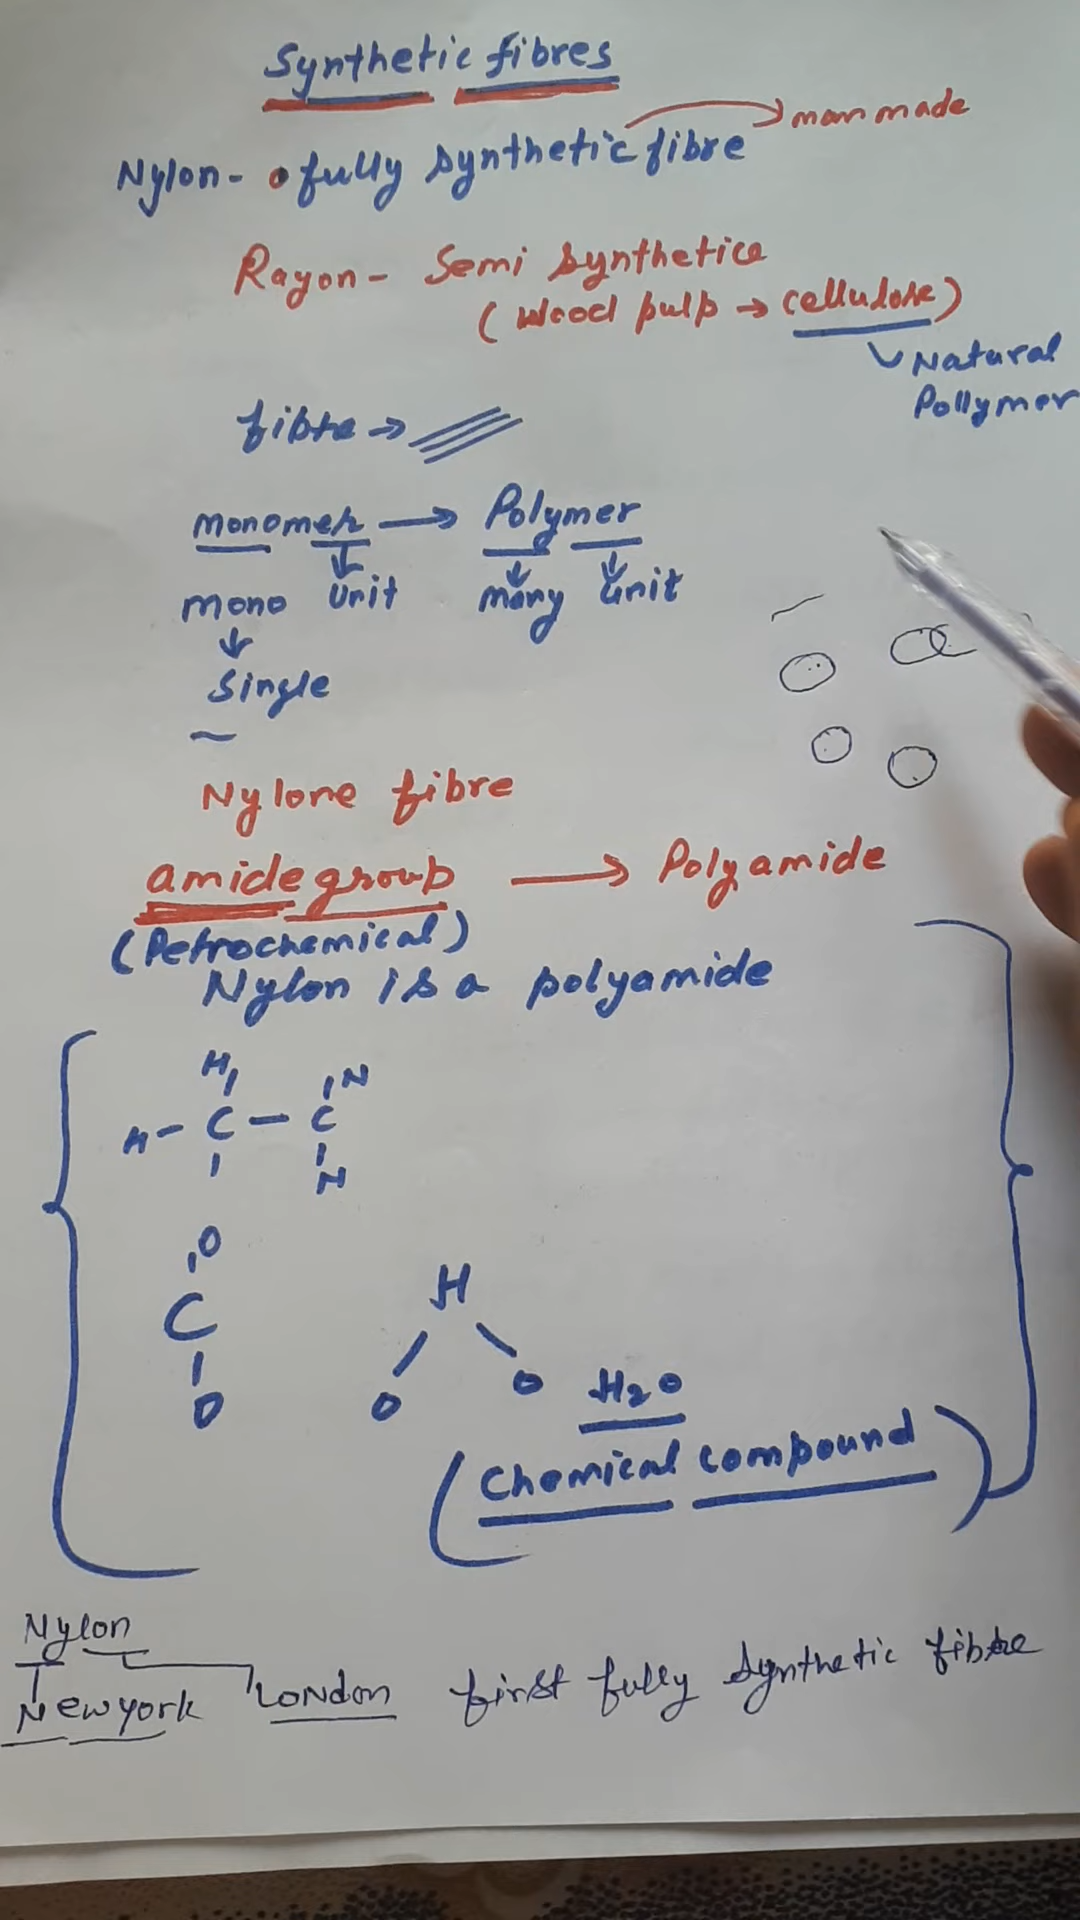 Synthetic fibres
man made
Nylon - fully synthetic fibre
Rayon - Semi synthetice
(wood pulp → cellulose)
Natural
Pollymer
fibre →
monomer → Polymer
mono unit many unit
Single
Nylone fibre
amide group → Polyamide
(Petrochemical)
Nylon is a polyamide
H N
H - C - C
N
O
C
O
H
O O H2O
(Chemical compound)
Nylon
New york London first fully synthetic fibre